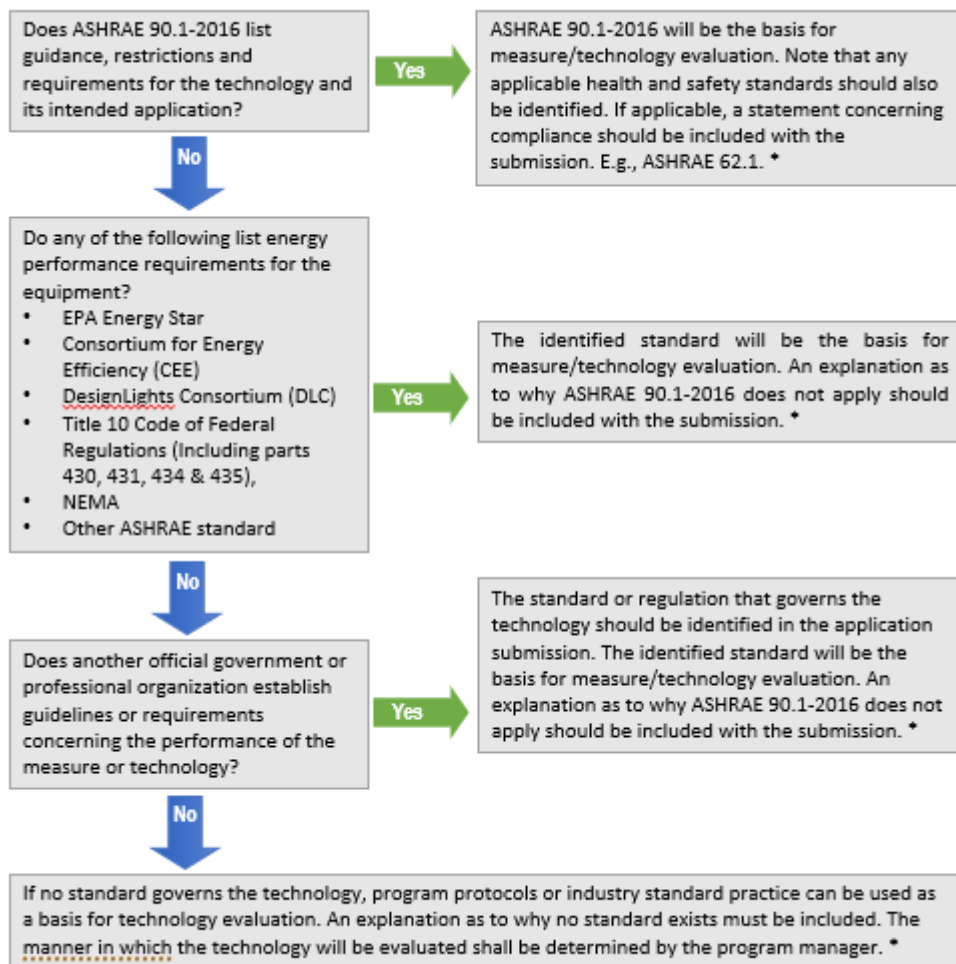 Does ASHRAE 90.1-2016 list
guidance, restrictions and
requirements for the technology and
its intended application?
Yes
ASHRAE 90.1-2016 will be the basis for
measure/technology evaluation. Note that any
applicable health and safety standards should also
be identified. If applicable, a statement concerning
compliance should be included with the
submission. E.g., ASHRAE 62.1. *
No
Do any of the following list energy
performance requirements for the
equipment?
• EPA Energy Star
• Consortium for Energy
Efficiency (CEE)
• DesignLights Consortium (DLC)
• Title 10 Code of Federal
Regulations (Including parts
430, 431, 434 & 435),
• NEMA
• Other ASHRAE standard
Yes
The identified standard will be the basis for
measure/technology evaluation. An explanation as
to why ASHRAE 90.1-2016 does not apply should
be included with the submission. *
No
Does another official government or
professional organization establish
guidelines or requirements
concerning the performance of the
measure or technology?
Yes
The standard or regulation that governs the
technology should be identified in the application
submission. The identified standard will be the
basis for measure/technology evaluation. An
explanation as to why ASHRAE 90.1-2016 does not
apply should be included with the submission. *
No
If no standard governs the technology, program protocols or industry standard practice can be used as
a basis for technology evaluation. An explanation as to why no standard exists must be included. The
manner in which the technology will be evaluated shall be determined by the program manager. *